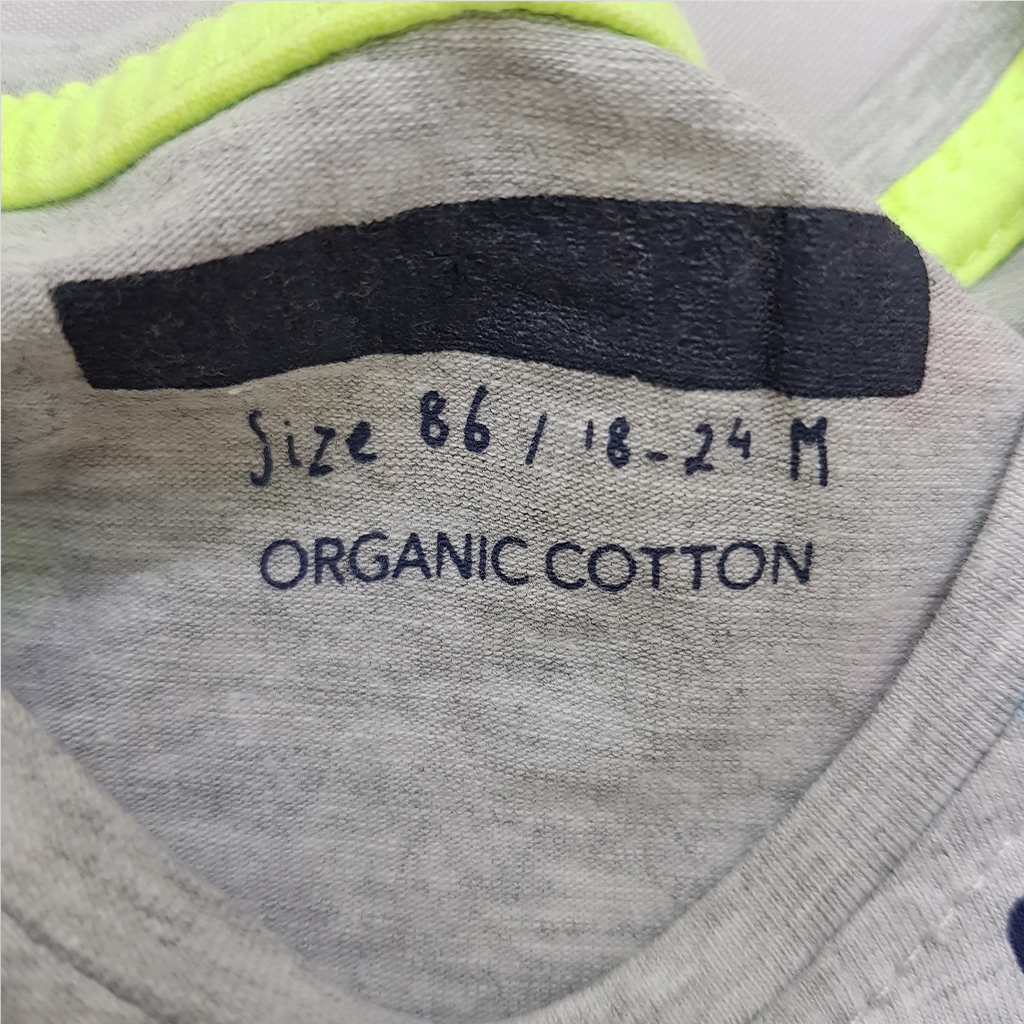 Size 86 / 18-24 M
ORGANIC COTTON